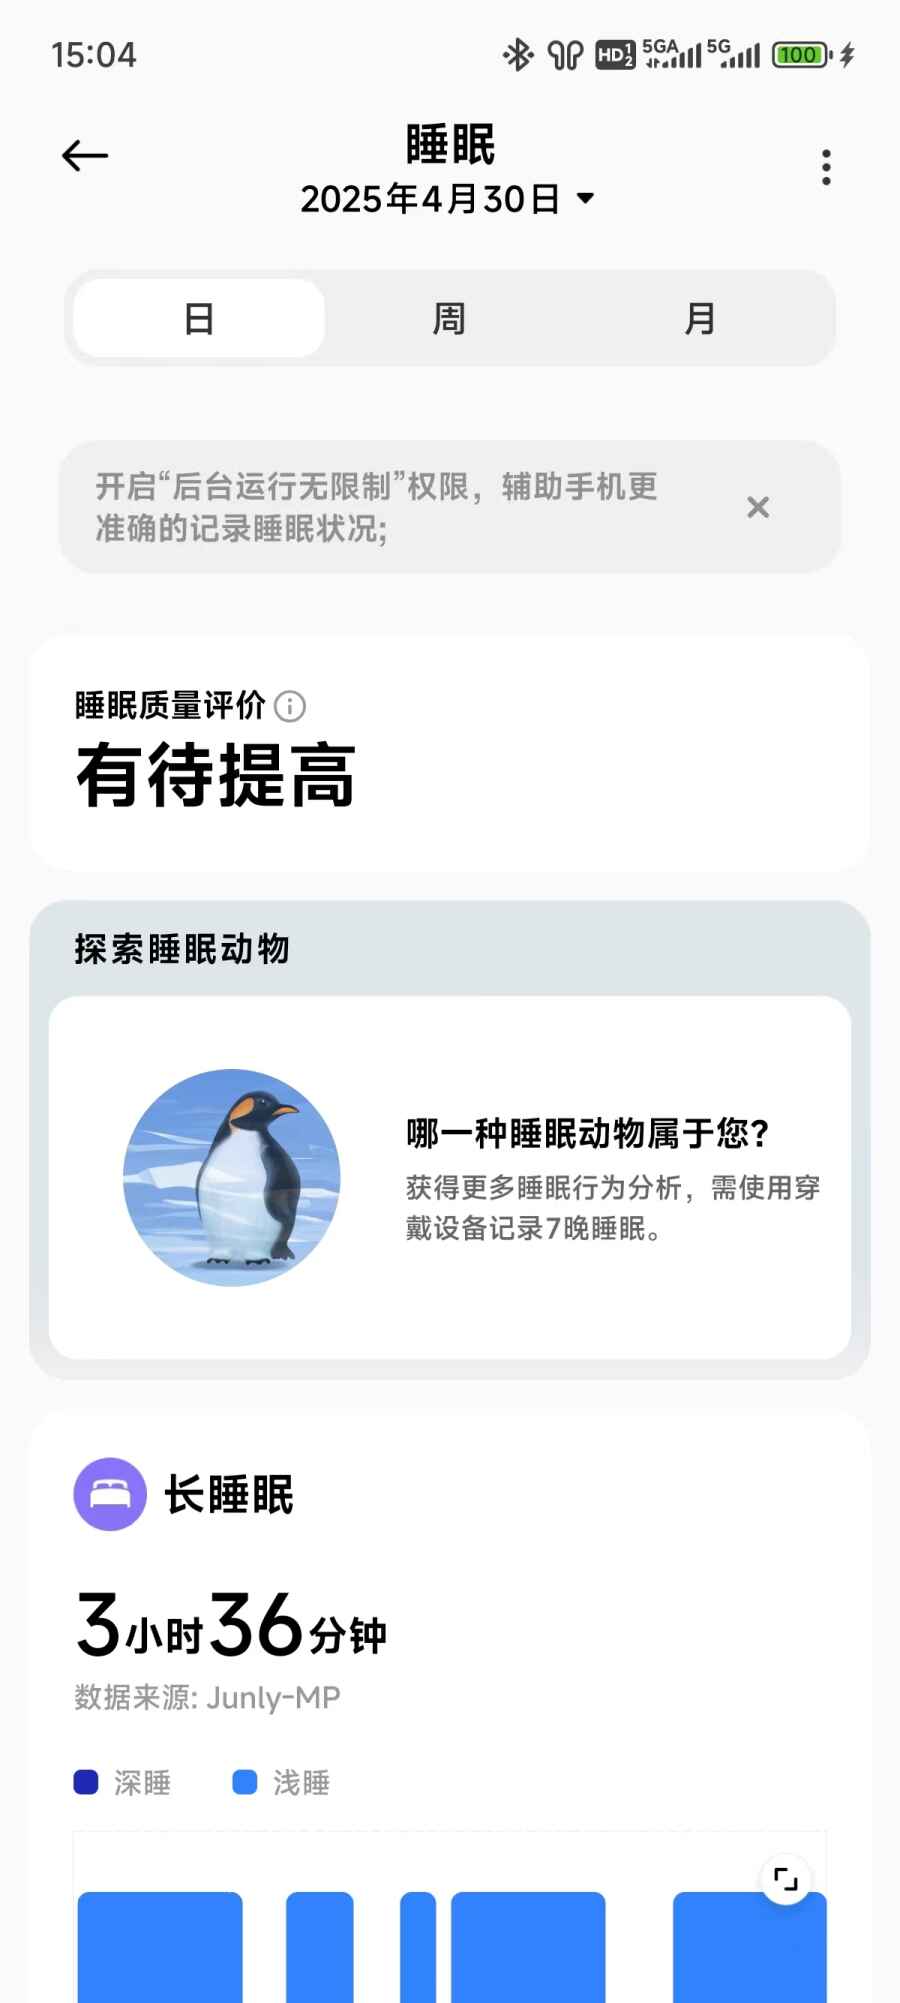 15:04
HD 1 2 5GA 5G 100
睡眠
2025年4月30日
日 周 月
开启“后台运行无限制”权限，辅助手机更
准确的记录睡眠状况;
睡眠质量评价
有待提高
探索睡眠动物
哪一种睡眠动物属于您?
获得更多睡眠行为分析，需使用穿
戴设备记录7晚睡眠。
长睡眠
3小时36分钟
数据来源: Junly-MP
深睡 浅睡